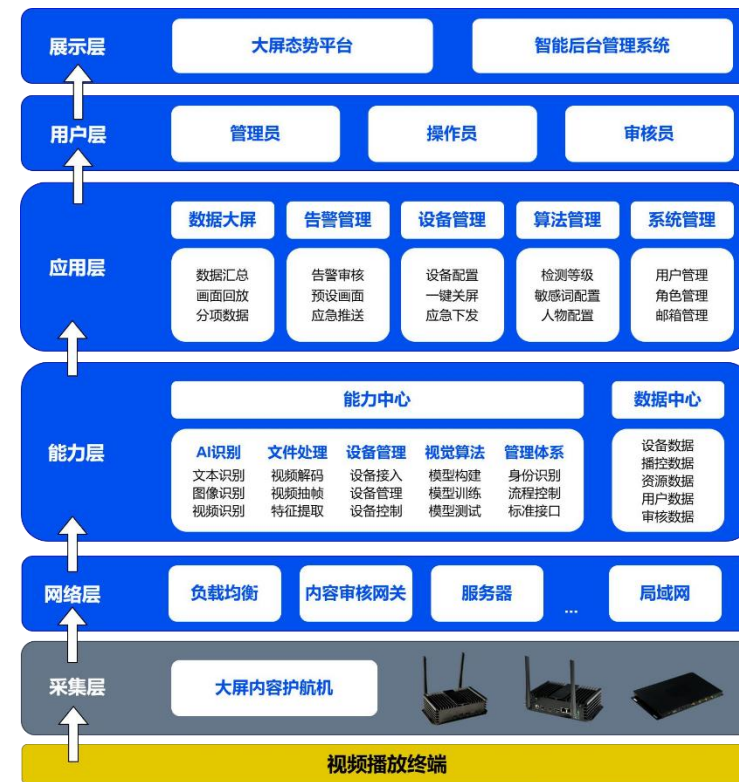 展示层
大屏态势平台
智能后台管理系统
用户层
管理员
操作员
审核员
应用层
数据大屏
告警管理
设备管理
算法管理
系统管理
数据汇总
画面回放
分项数据
告警审核
预设画面
应急推送
设备配置
一键关屏
应急下发
检测等级
敏感词配置
人物配置
用户管理
角色管理
邮箱管理
能力层
能力中心
AI识别
文本识别
图像识别
视频识别
文件处理
视频解码
视频抽帧
特征提取
设备管理
设备接入
设备管理
设备控制
视觉算法
模型构建
模型训练
模型测试
管理体系
身份识别
流程控制
标准接口
数据中心
设备数据
播控数据
资源数据
用户数据
审核数据
网络层
负载均衡
内容审核网关
服务器
...
局域网
采集层
大屏内容护航机
视频播放终端